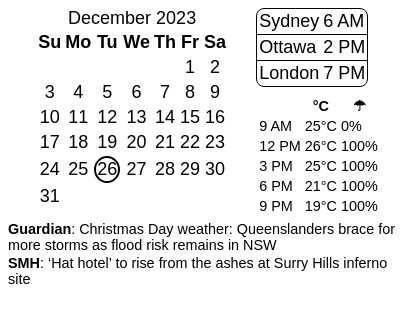 December 2023
Su Mo Tu We Th Fr Sa
1 2
3 4 5 6 7 8 9
10 11 12 13 14 15 16
17 18 19 20 21 22 23
24 25 26 27 28 29 30
31
Sydney 6 AM
Ottawa 2 PM
London 7 PM
°C ☂
9 AM 25°C 0%
12 PM 26°C 100%
3 PM 25°C 100%
6 PM 21°C 100%
9 PM 19°C 100%
Guardian: Christmas Day weather: Queenslanders brace for
more storms as flood risk remains in NSW
SMH: ‘Hat hotel’ to rise from the ashes at Surry Hills inferno
site